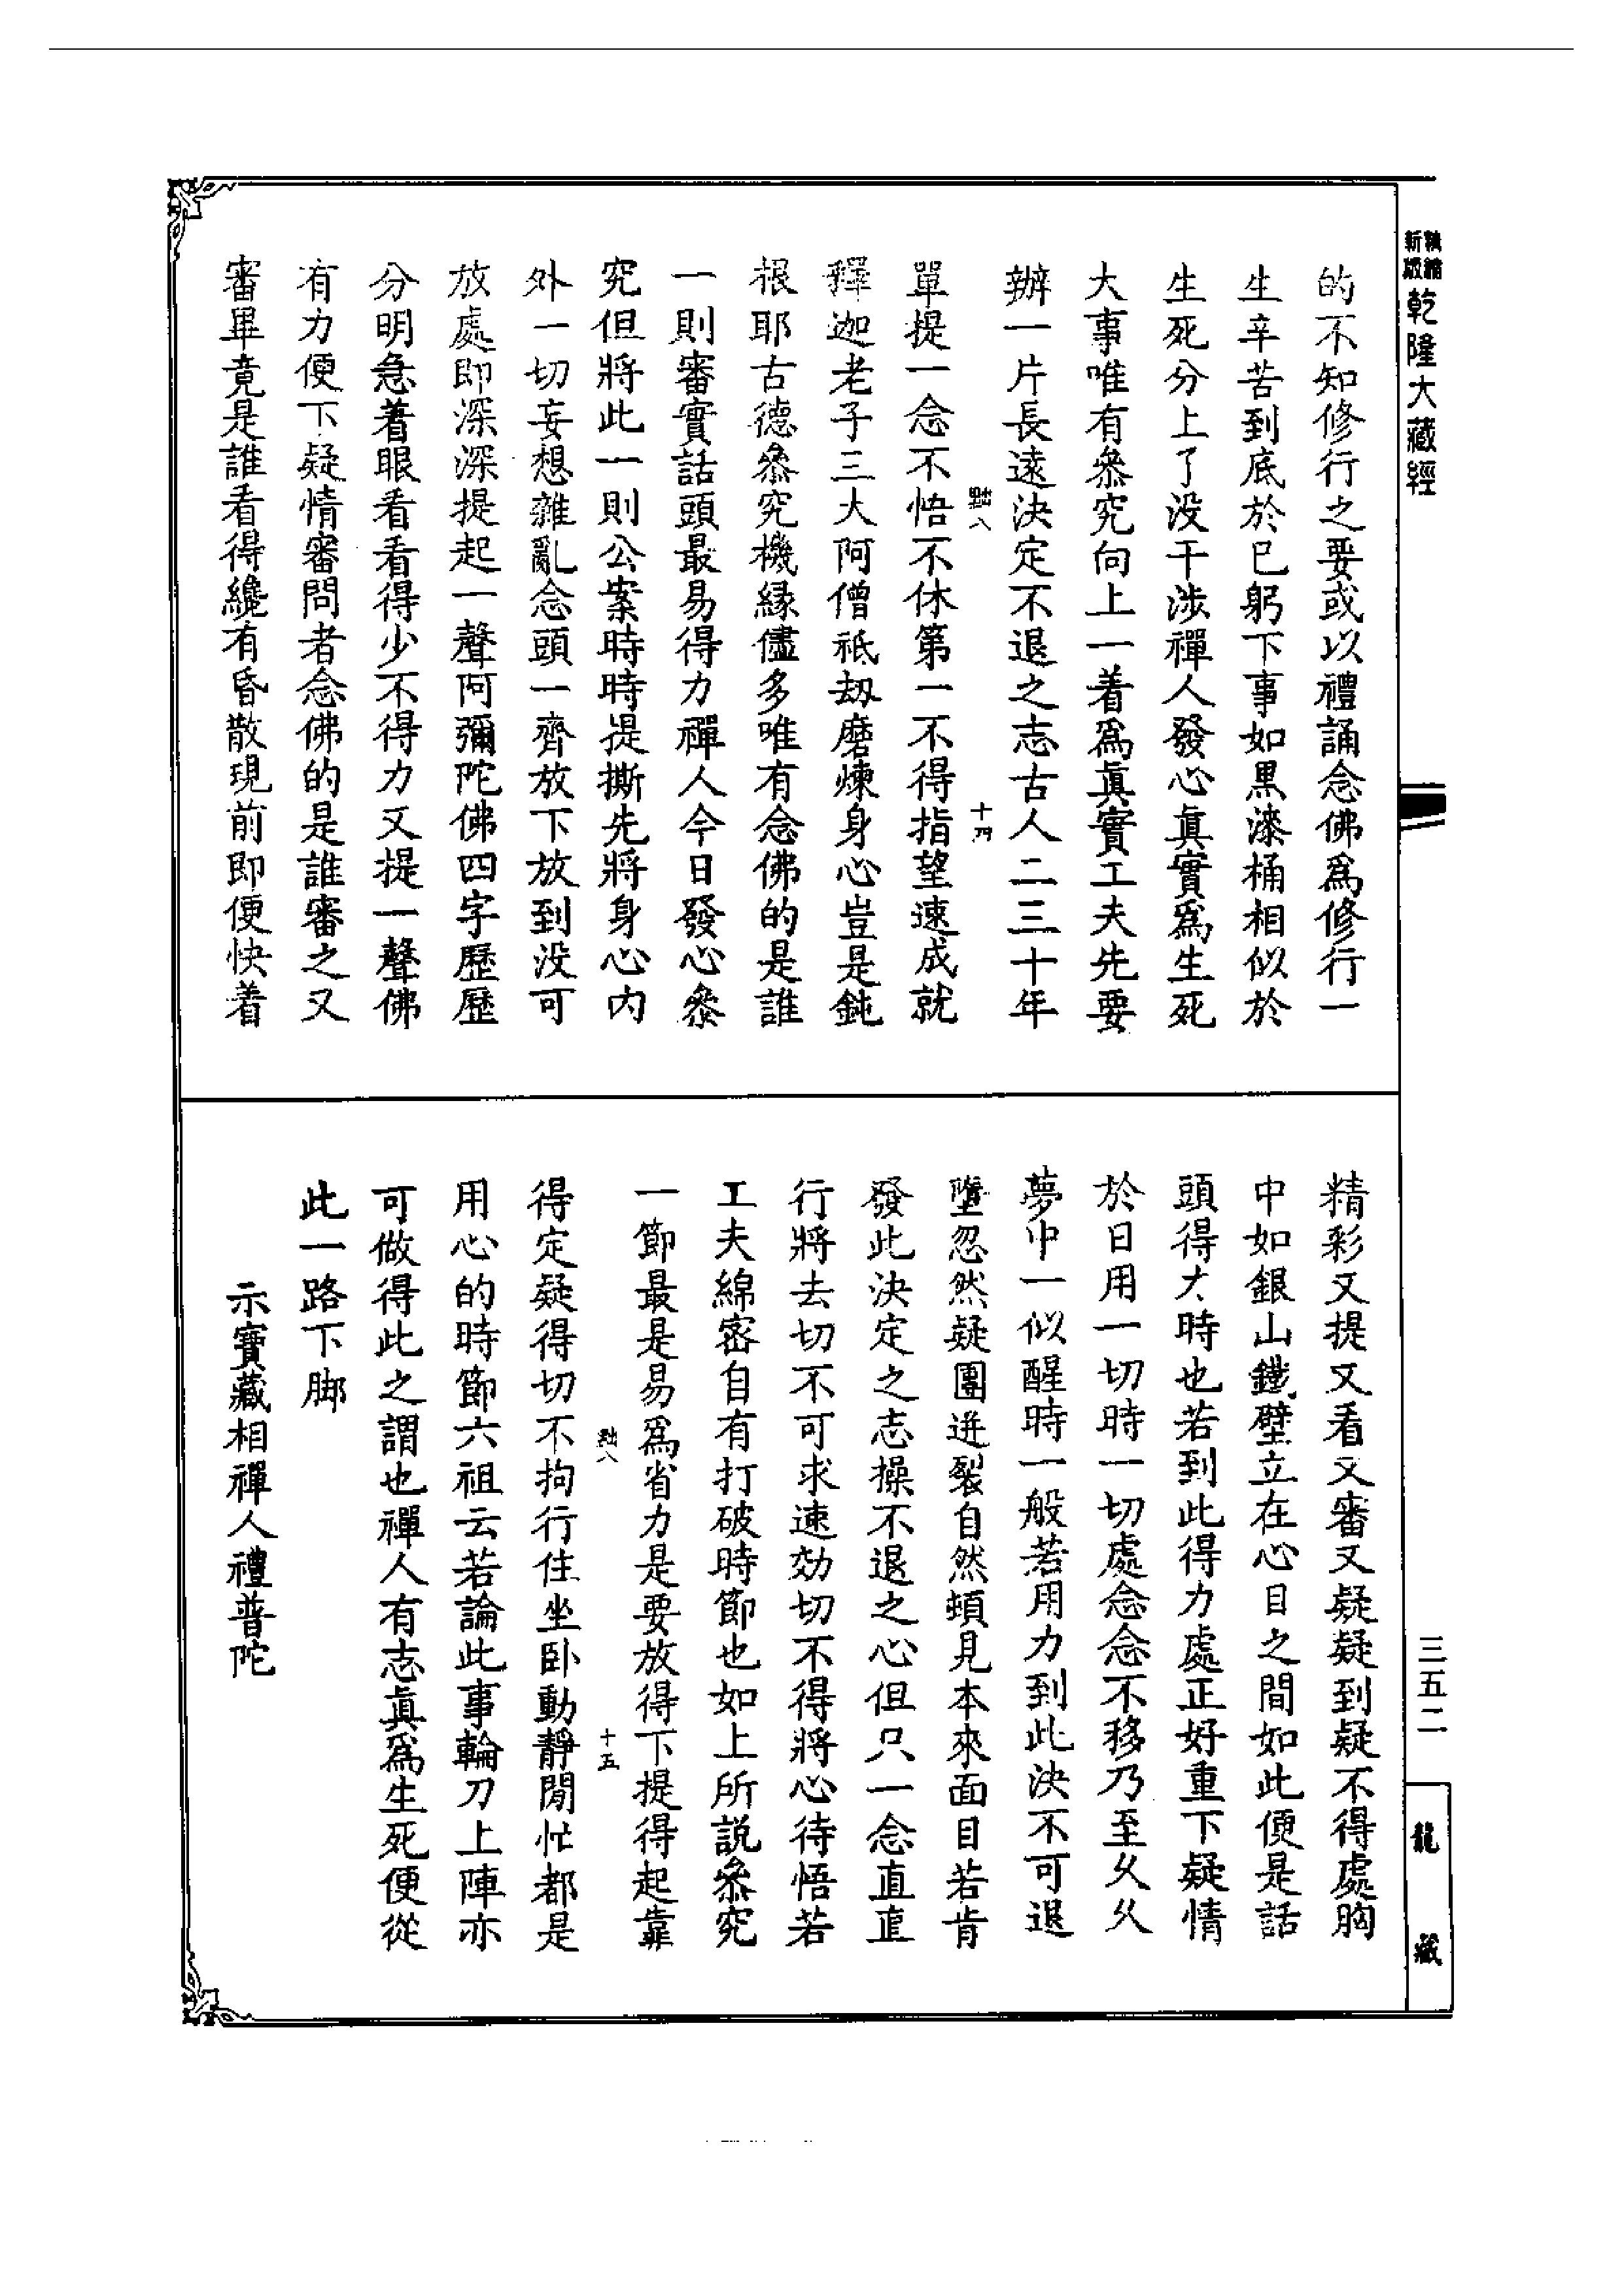 精縮新版乾隆大藏經
的不知修行之要或以禮誦念佛爲修行一
生辛苦到底於已躬下事如黑漆桶相似於
生死分上了没干涉禪人發心眞實爲生死
大事唯有叅究向上一着爲眞實工夫先要
辦一片長遠決定不退之志古人二三十年
黜八
十四
單提一念不悟不休第一不得指望速成就
釋迦老子三大阿僧祇劫磨煉身心豈是鈍
根耶古德叅究機緣儘多唯有念佛的是誰
一則審實話頭最易得力禪人今日發心叅
究但將此一則公案時時提撕先將身心内
外一切妄想雜亂念頭一齊放下放到没可
放處即深深提起一聲阿彌陀佛四字歷歷
分明急着眼看看得少不得力又提一聲佛
有力便下疑情審問者念佛的是誰審之又
審畢竟是誰看得纔有昏散現前即便快着
精彩又提又看又審又疑疑到疑不得處胸
中如銀山鐵壁立在心目之間如此便是話
頭得力時也若到此得力處正好重下疑情
於日用一切時一切處念念不移乃至久久
夢中一似醒時一般若用力到此決不可退
墮忽然疑團迸裂自然頓見本來面目若肯
發此決定之志操不退之心但只一念直直
行將去切不可求速効切不得將心待悟若
工夫綿密自有打破時節也如上所説叅究
一節最是易爲省力是要放得下提得起靠
黜八
十五
得定疑得切不拘行住坐卧動靜閒忙都是
用心的時節六祖云若論此事輪刀上陣亦
可做得此之謂也禪人有志眞爲生死便從
此一路下脚
示寶藏相禪人禮普陀
三五二
龍藏